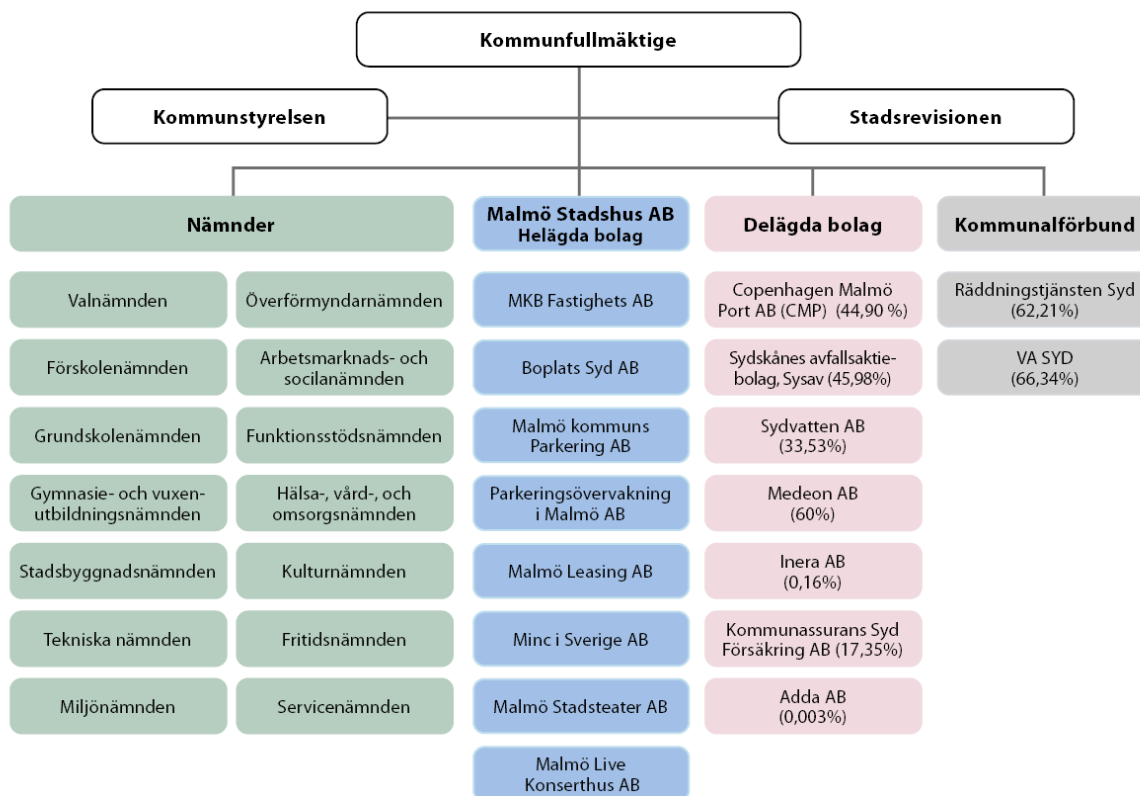 Kommunfullmäktige
Kommunstyrelsen
Stadsrevisionen
Nämnder
Valnämnden
Överförmyndarnämnden
Förskolenämnden
Arbetsmarknads- och
socilanämnden
Grundskolenämnden
Funktionsstödsnämnden
Gymnasie- och vuxen-
utbildningsnämnden
Hälsa-, vård-, och
omsorgsnämnden
Stadsbyggnadsnämnden
Kulturnämnden
Tekniska nämnden
Fritidsnämnden
Miljönämnden
Servicenämnden
Malmö Stadshus AB
Helägda bolag
MKB Fastighets AB
Boplats Syd AB
Malmö kommuns
Parkering AB
Parkeringsövervakning
i Malmö AB
Malmö Leasing AB
Minc i Sverige AB
Malmö Stadsteater AB
Malmö Live
Konserthus AB
Delägda bolag
Copenhagen Malmö
Port AB (CMP) (44,90 %)
Sydskånes avfallsaktie-
bolag, Sysav (45,98%)
Sydvatten AB
(33,53%)
Medeon AB
(60%)
Inera AB
(0,16%)
Kommunassurans Syd
Försäkring AB (17,35%)
Adda AB
(0,003%)
Kommunalförbund
Räddningstjänsten Syd
(62,21%)
VA SYD
(66,34%)